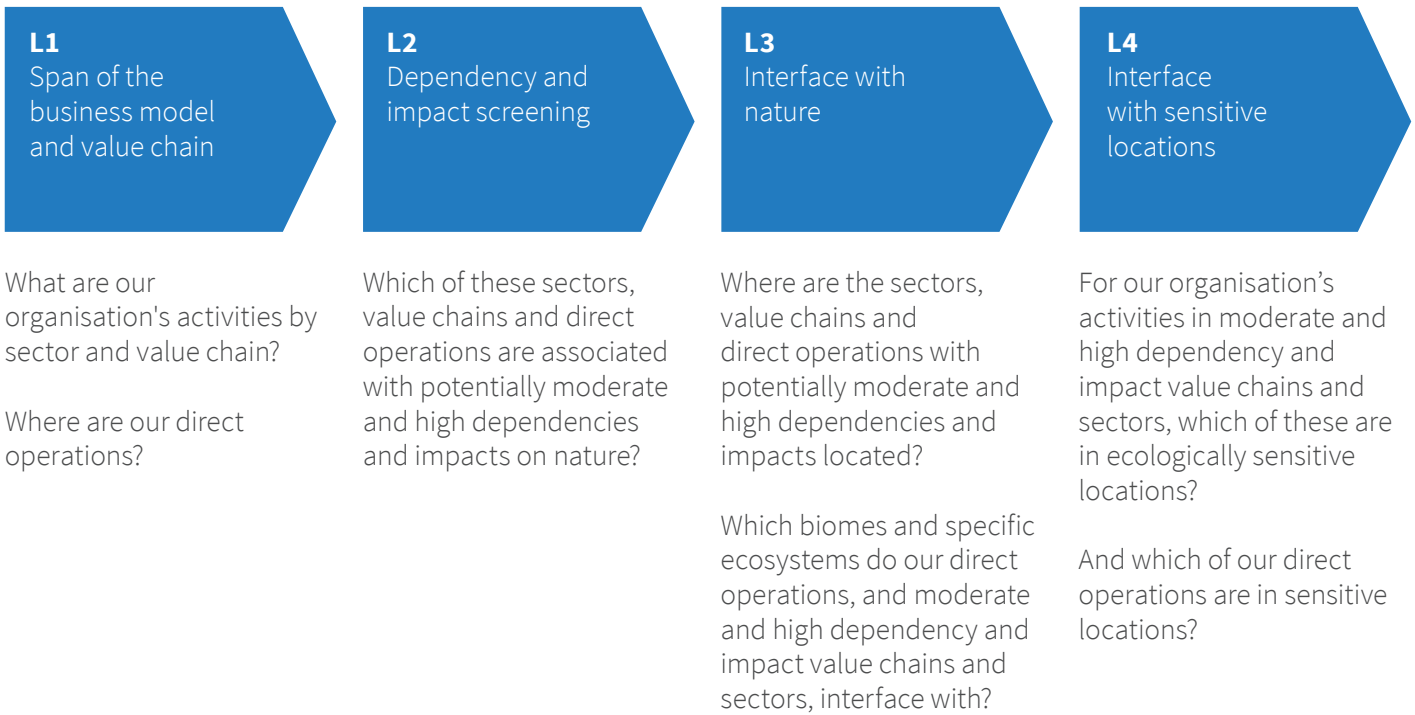 L1
Span of the
business model
and value chain
What are our
organisation's activities by
sector and value chain?
Where are our direct
operations?
L2
Dependency and
impact screening
Which of these sectors,
value chains and direct
operations are associated
with potentially moderate
and high dependencies
and impacts on nature?
L3
Interface with
nature
Where are the sectors,
value chains and
direct operations with
potentially moderate and
high dependencies and
impacts located?
Which biomes and specific
ecosystems do our direct
operations, and moderate
and high dependency and
impact value chains and
sectors, interface with?
L4
Interface
with sensitive
locations
For our organisation’s
activities in moderate and
high dependency and
impact value chains and
sectors, which of these are
in ecologically sensitive
locations?
And which of our direct
operations are in sensitive
locations?